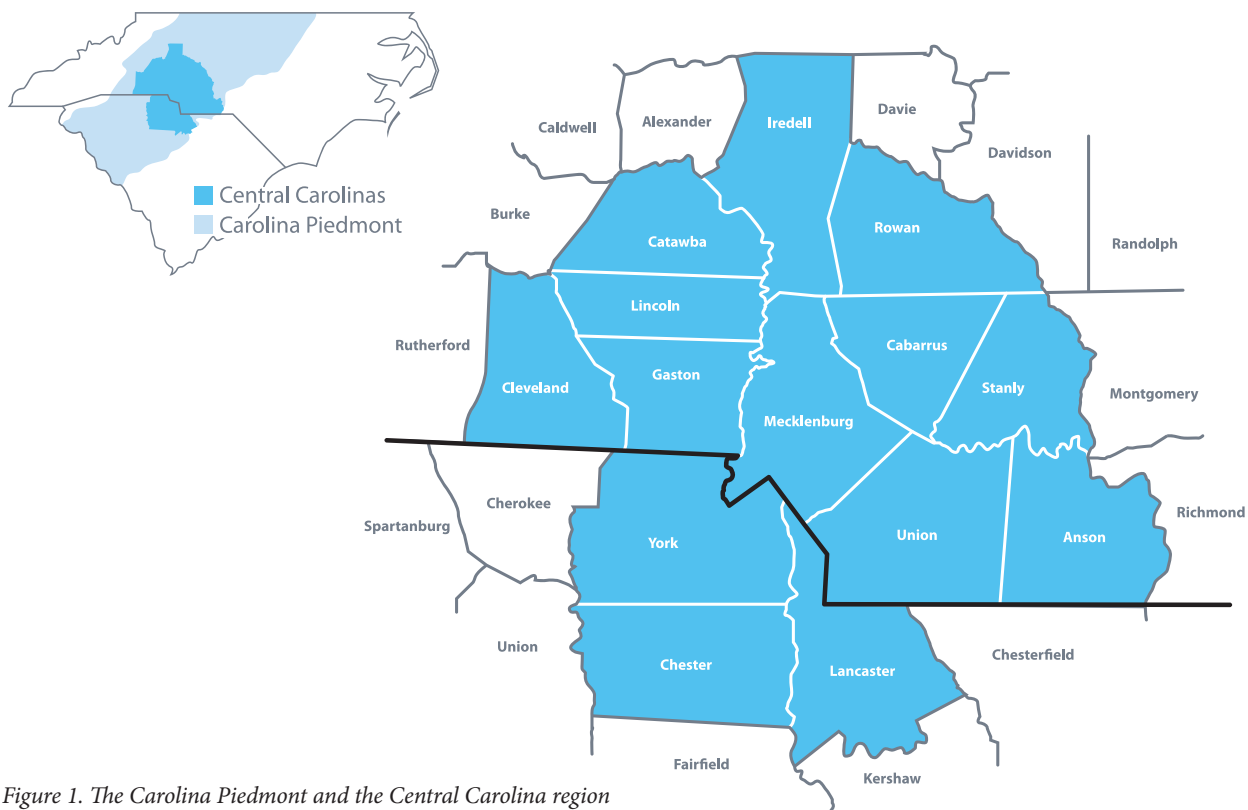 Central Carolinas
Carolina Piedmont
Caldwell
Alexander
Iredell
Davie
Davidson
Burke
Catawba
Rowan
Randolph
Lincoln
Rutherford
Cleveland
Gaston
Cabarrus
Stanly
Montgomery
Mecklenburg
Cherokee
Spartanburg
York
Union
Anson
Richmond
Union
Chester
Lancaster
Chesterfield
Fairfield
Kershaw
Figure 1. The Carolina Piedmont and the Central Carolina region